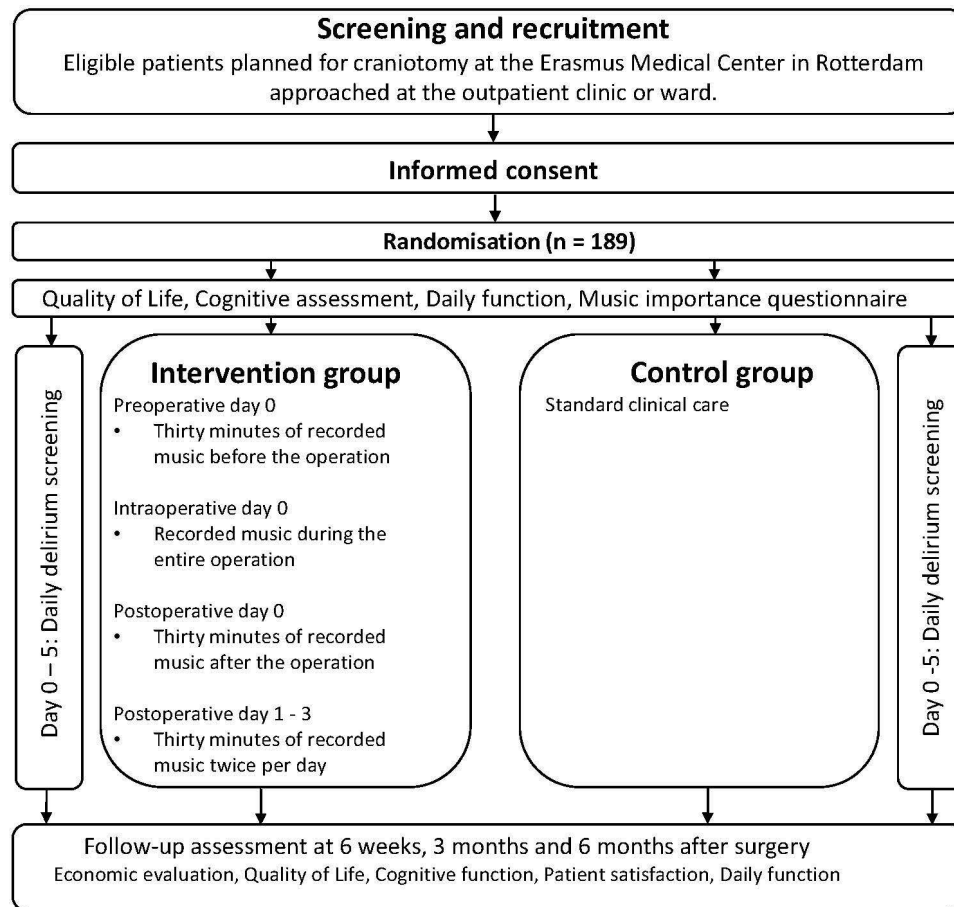 Screening and recruitment
Eligible patients planned for craniotomy at the Erasmus Medical Center in Rotterdam
approached at the outpatient clinic or ward.
Informed consent
Randomisation (n = 189)
Quality of Life, Cognitive assessment, Daily function, Music importance questionnaire
Day 0 – 5: Daily delirium screening
Intervention group
Preoperative day 0
• Thirty minutes of recorded
music before the operation
Intraoperative day 0
• Recorded music during the
entire operation
Postoperative day 0
• Thirty minutes of recorded
music after the operation
Postoperative day 1 - 3
• Thirty minutes of recorded
music twice per day
Control group
Standard clinical care
Day 0 -5: Daily delirium screening
Follow-up assessment at 6 weeks, 3 months and 6 months after surgery
Economic evaluation, Quality of Life, Cognitive function, Patient satisfaction, Daily function